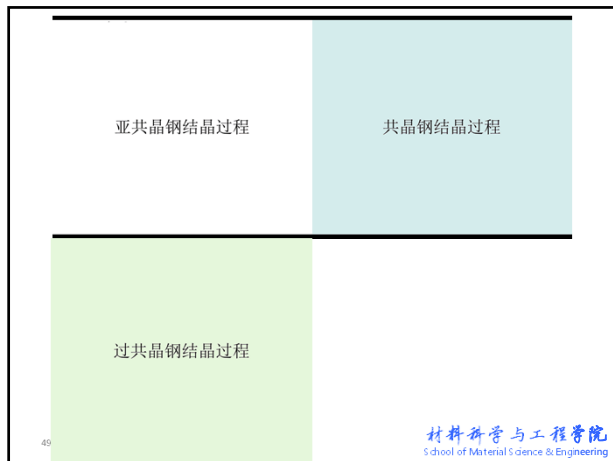 亚共晶钢结晶过程
共晶钢结晶过程
过共晶钢结晶过程
49
材料科学与工程学院
School of Material Science & Engineering